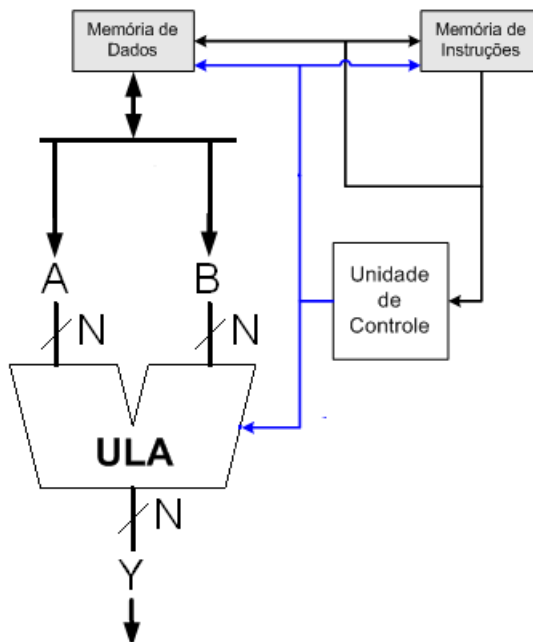 Memória de
Dados
Memória de
Instruções
A
B
N
N
Unidade
de
Controle
ULA
N
Y